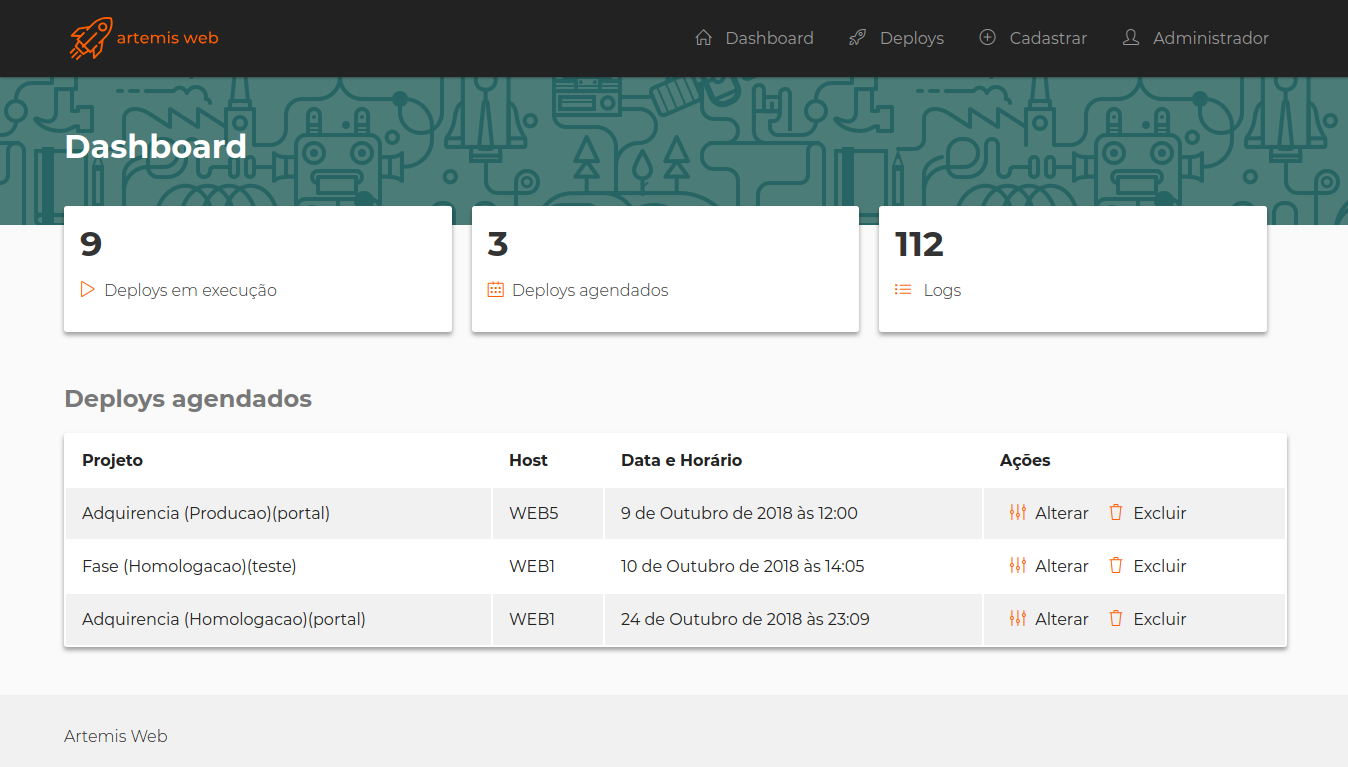 artemis web Dashboard Deploys Cadastrar Administrador
Dashboard
9 3 112
Deploys em execução Deploys agendados Logs
Deploys agendados
Projeto Host Data e Horário Ações
Adquirencia (Producao)(portal) WEB5 9 de Outubro de 2018 às 12:00 Alterar Excluir
Fase (Homologacao)(teste) WEB1 10 de Outubro de 2018 às 14:05 Alterar Excluir
Adquirencia (Homologacao)(portal) WEB1 24 de Outubro de 2018 às 23:09 Alterar Excluir
Artemis Web